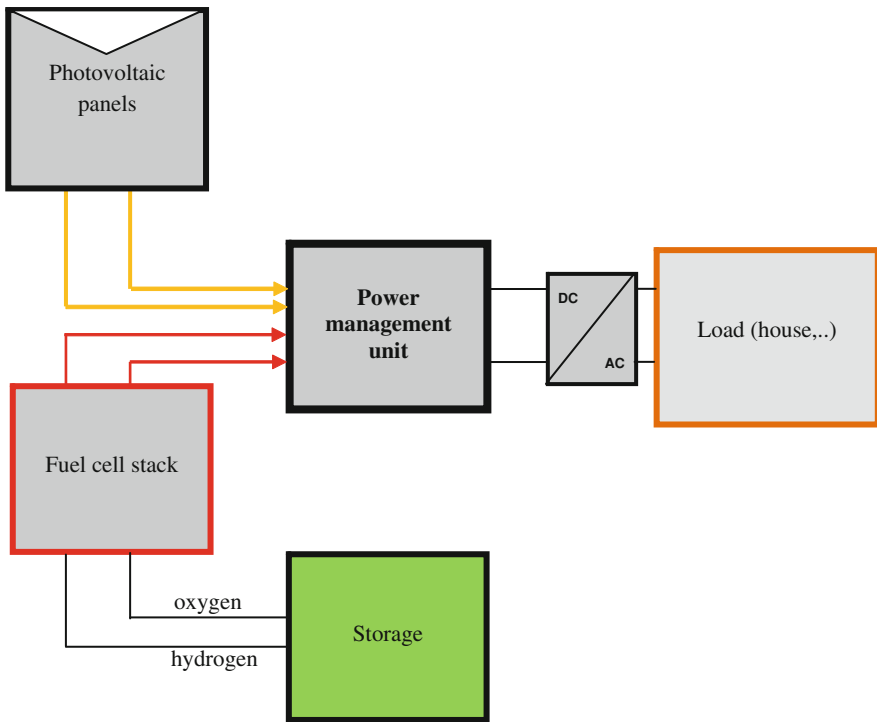 Photovoltaic
panels
Power
management
unit
DC
AC
Load (house,..)
Fuel cell stack
oxygen
hydrogen
Storage